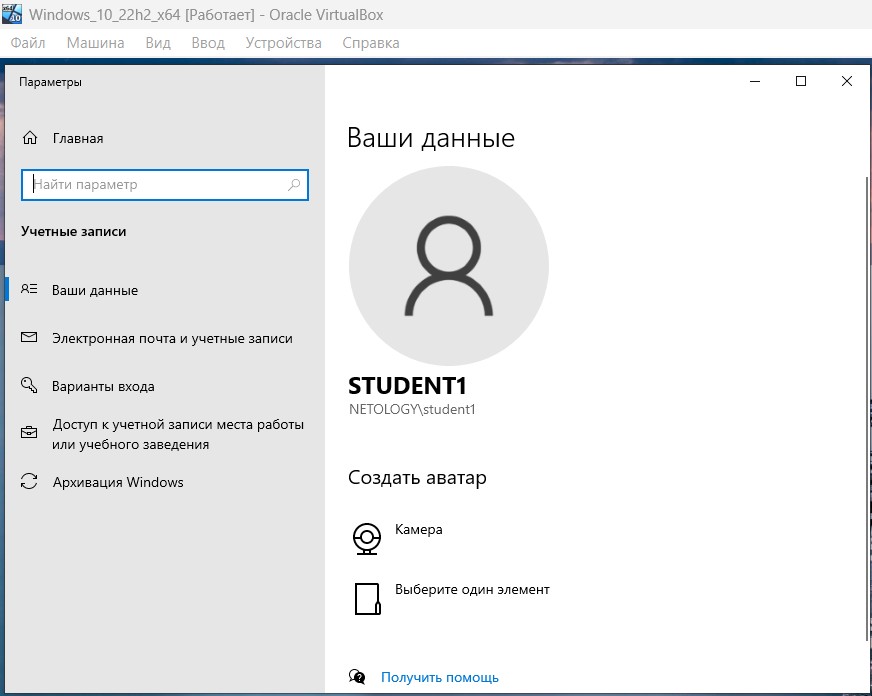 Windows_10_22h2_x64 [Работает] - Oracle VirtualBox
Файл Машина Вид Ввод Устройства Справка
Параметры
Главная
Найти параметр
Учетные записи
Ваши данные
Электронная почта и учетные записи
Варианты входа
Доступ к учетной записи места работы
или учебного заведения
Архивация Windows
Ваши данные
STUDENT1
NETOLOGY\student1
Создать аватар
Камера
Выберите один элемент
Получить помощь